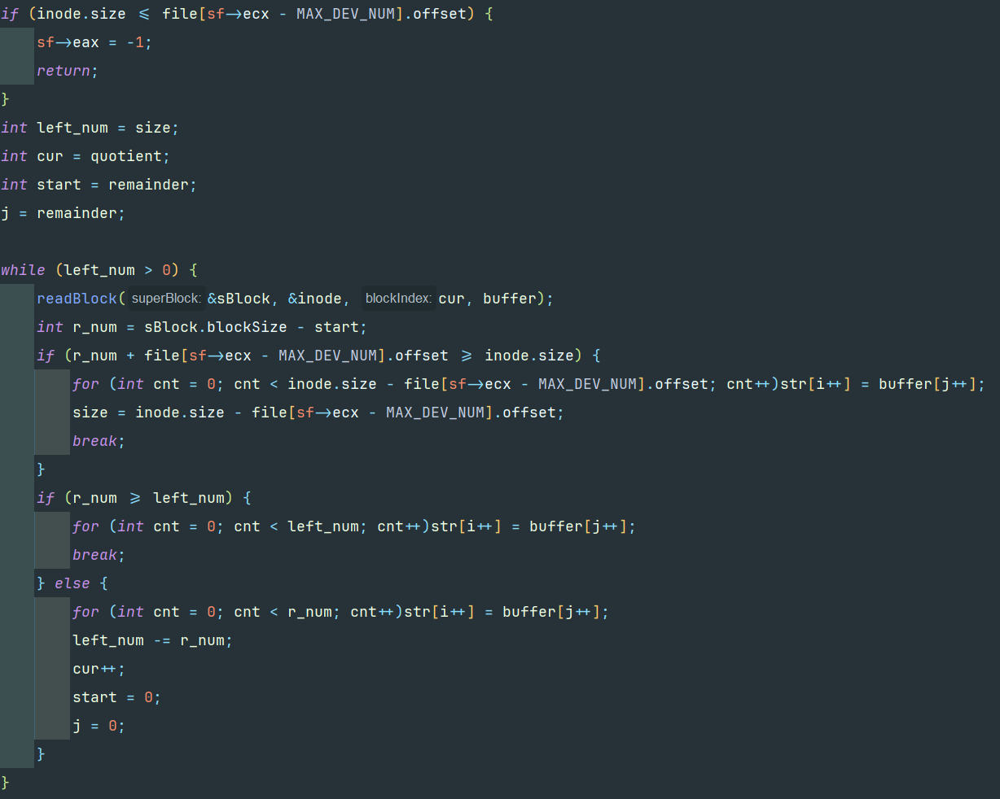 if (inode.size <= file[sf->ecx - MAX_DEV_NUM].offset) {
    sf->eax = -1;
    return;
}
int left_num = size;
int cur = quotient;
int start = remainder;
j = remainder;

while (left_num > 0) {
    readBlock( superBlock: &sBlock, &inode, blockIndex: cur, buffer);
    int r_num = sBlock.blockSize - start;
    if (r_num + file[sf->ecx - MAX_DEV_NUM].offset >= inode.size) {
        for (int cnt = 0; cnt < inode.size - file[sf->ecx - MAX_DEV_NUM].offset; cnt++)str[i++] = buffer[j++];
        size = inode.size - file[sf->ecx - MAX_DEV_NUM].offset;
        break;
    }
    if (r_num >= left_num) {
        for (int cnt = 0; cnt < left_num; cnt++)str[i++] = buffer[j++];
        break;
    } else {
        for (int cnt = 0; cnt < r_num; cnt++)str[i++] = buffer[j++];
        left_num -= r_num;
        cur++;
        start = 0;
        j = 0;
    }
}